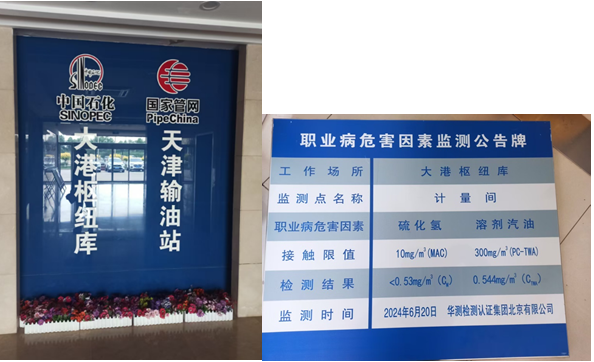 中国石化
SINOPEC
国家管网
PipeChina
大港枢纽库
天津输油站
职业病危害因素监测公告牌
工作场所 大港枢纽库
监测点名称 计量间
职业病危害因素 硫化氢 溶剂汽油
接触限值 10mg/m³(MAC) 300mg/m³(PC-TWA)
检测结果 <0.53mg/m³(Cₚ) 0.544mg/m³(C_TWA)
监测时间 2024年6月20日 华测检测认证集团北京有限公司